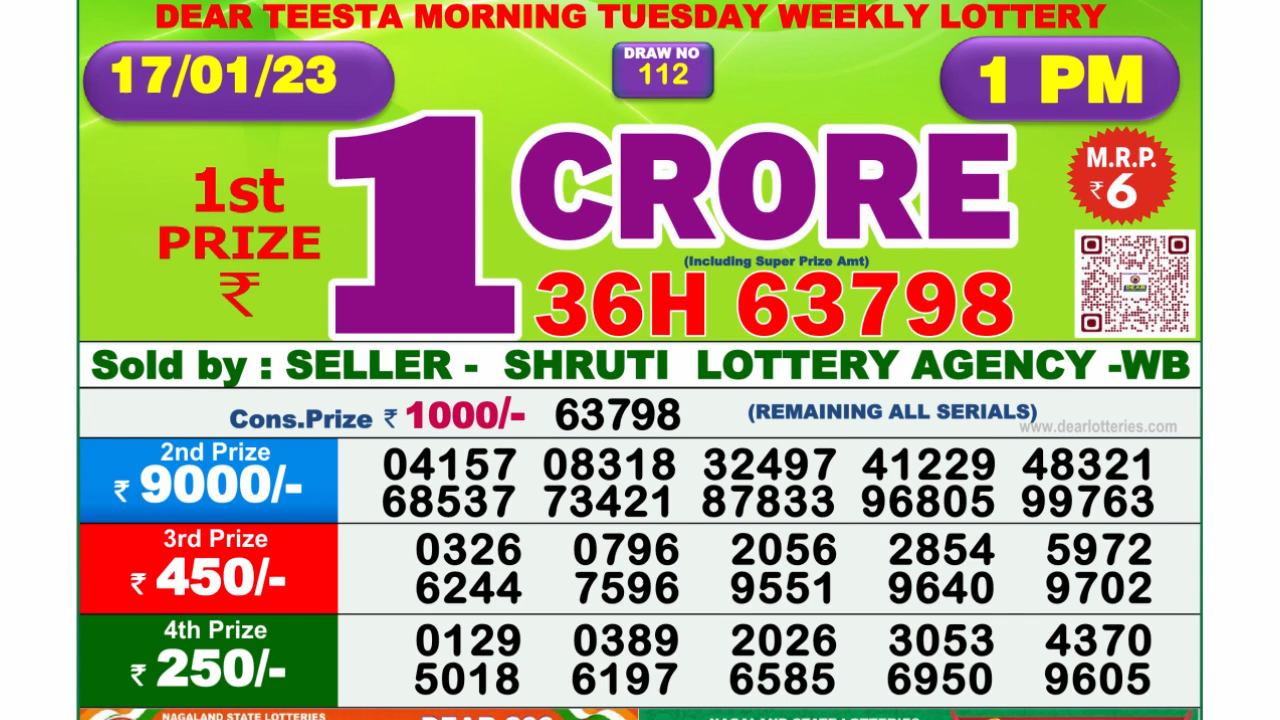 DEAR TEESTA MORNING TUESDAY WEEKLY LOTTERY
17/01/23
DRAW NO
112
1 PM
1st
PRIZE
₹
1 CRORE
(Including Super Prize Amt)
36H 63798
M.R.P.
₹6
Sold by : SELLER - SHRUTI LOTTERY AGENCY -WB
Cons.Prize ₹ 1000/- 63798 (REMAINING ALL SERIALS)
www.dearlotteries.com
2nd Prize
₹ 9000/-
04157 08318 32497 41229 48321
68537 73421 87833 96805 99763
3rd Prize
₹ 450/-
0326 0796 2056 2854 5972
6244 7596 9551 9640 9702
4th Prize
₹ 250/-
0129 0389 2026 3053 4370
5018 6197 6585 6950 9605
NAGALAND STATE LOTTERIES